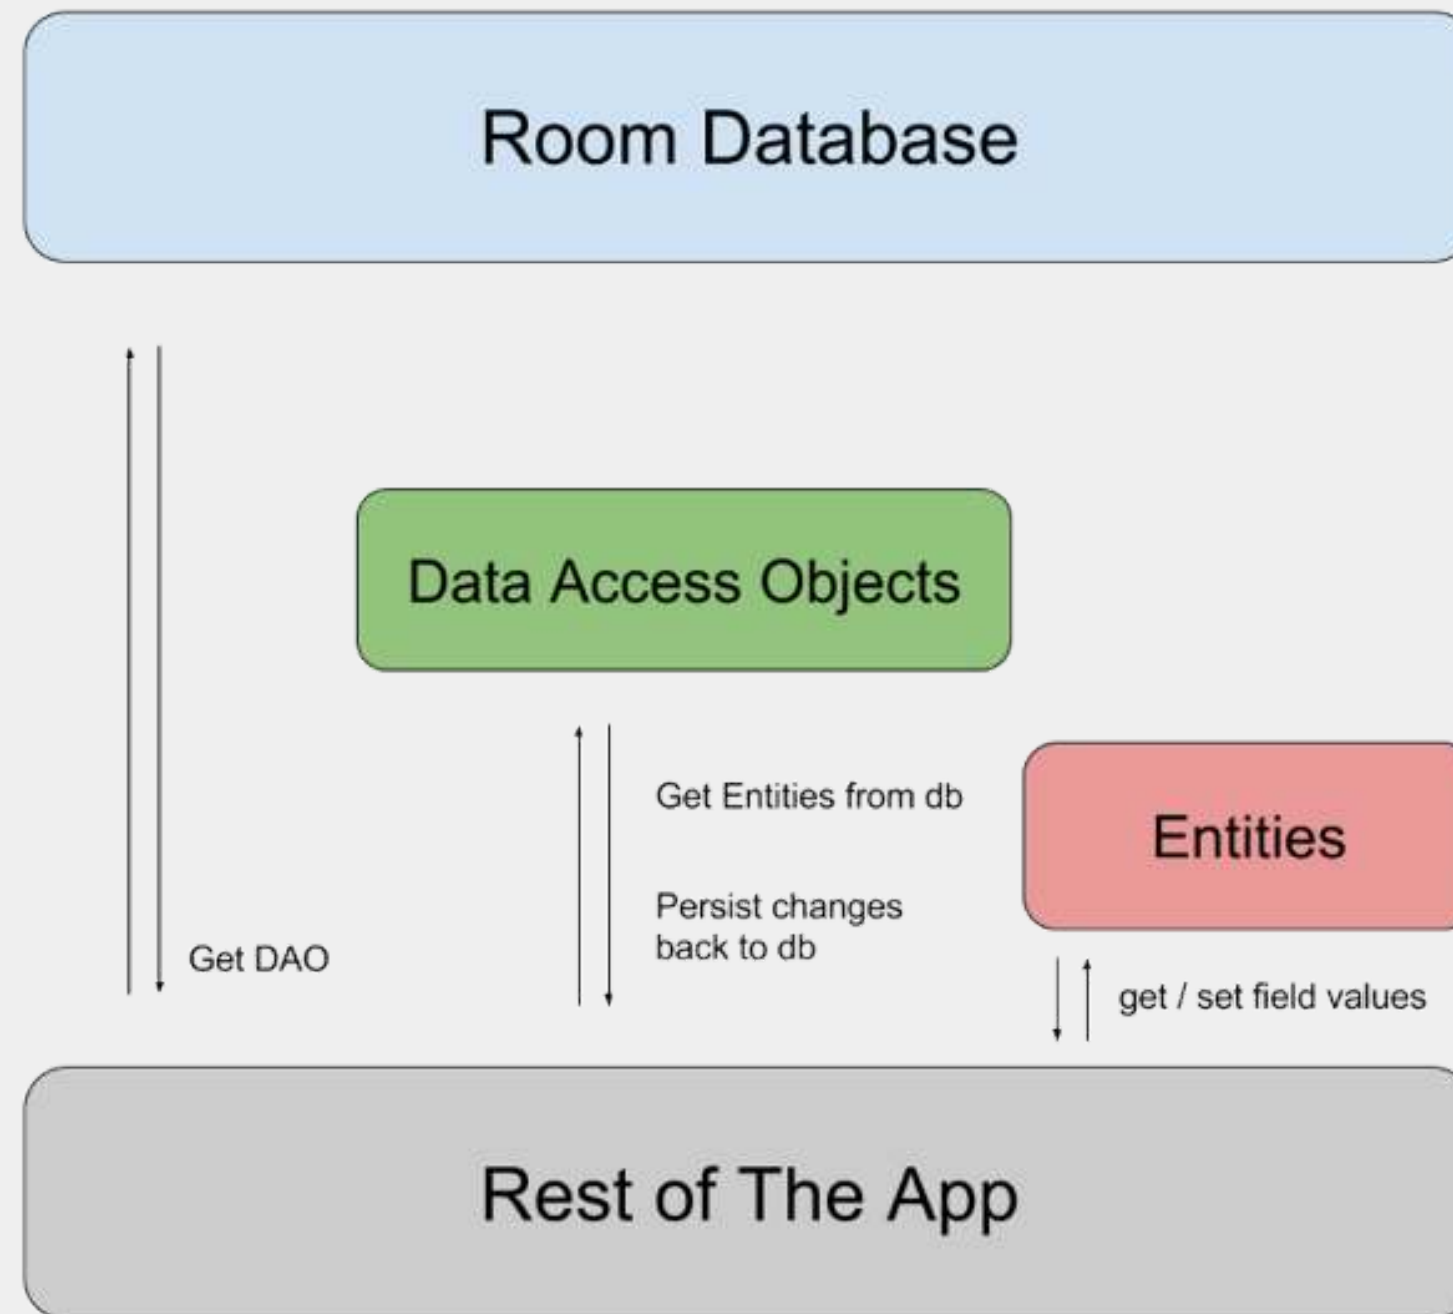 Room Database
Data Access Objects
Get Entities from db
Entities
Persist changes
back to db
Get DAO
get / set field values
Rest of The App